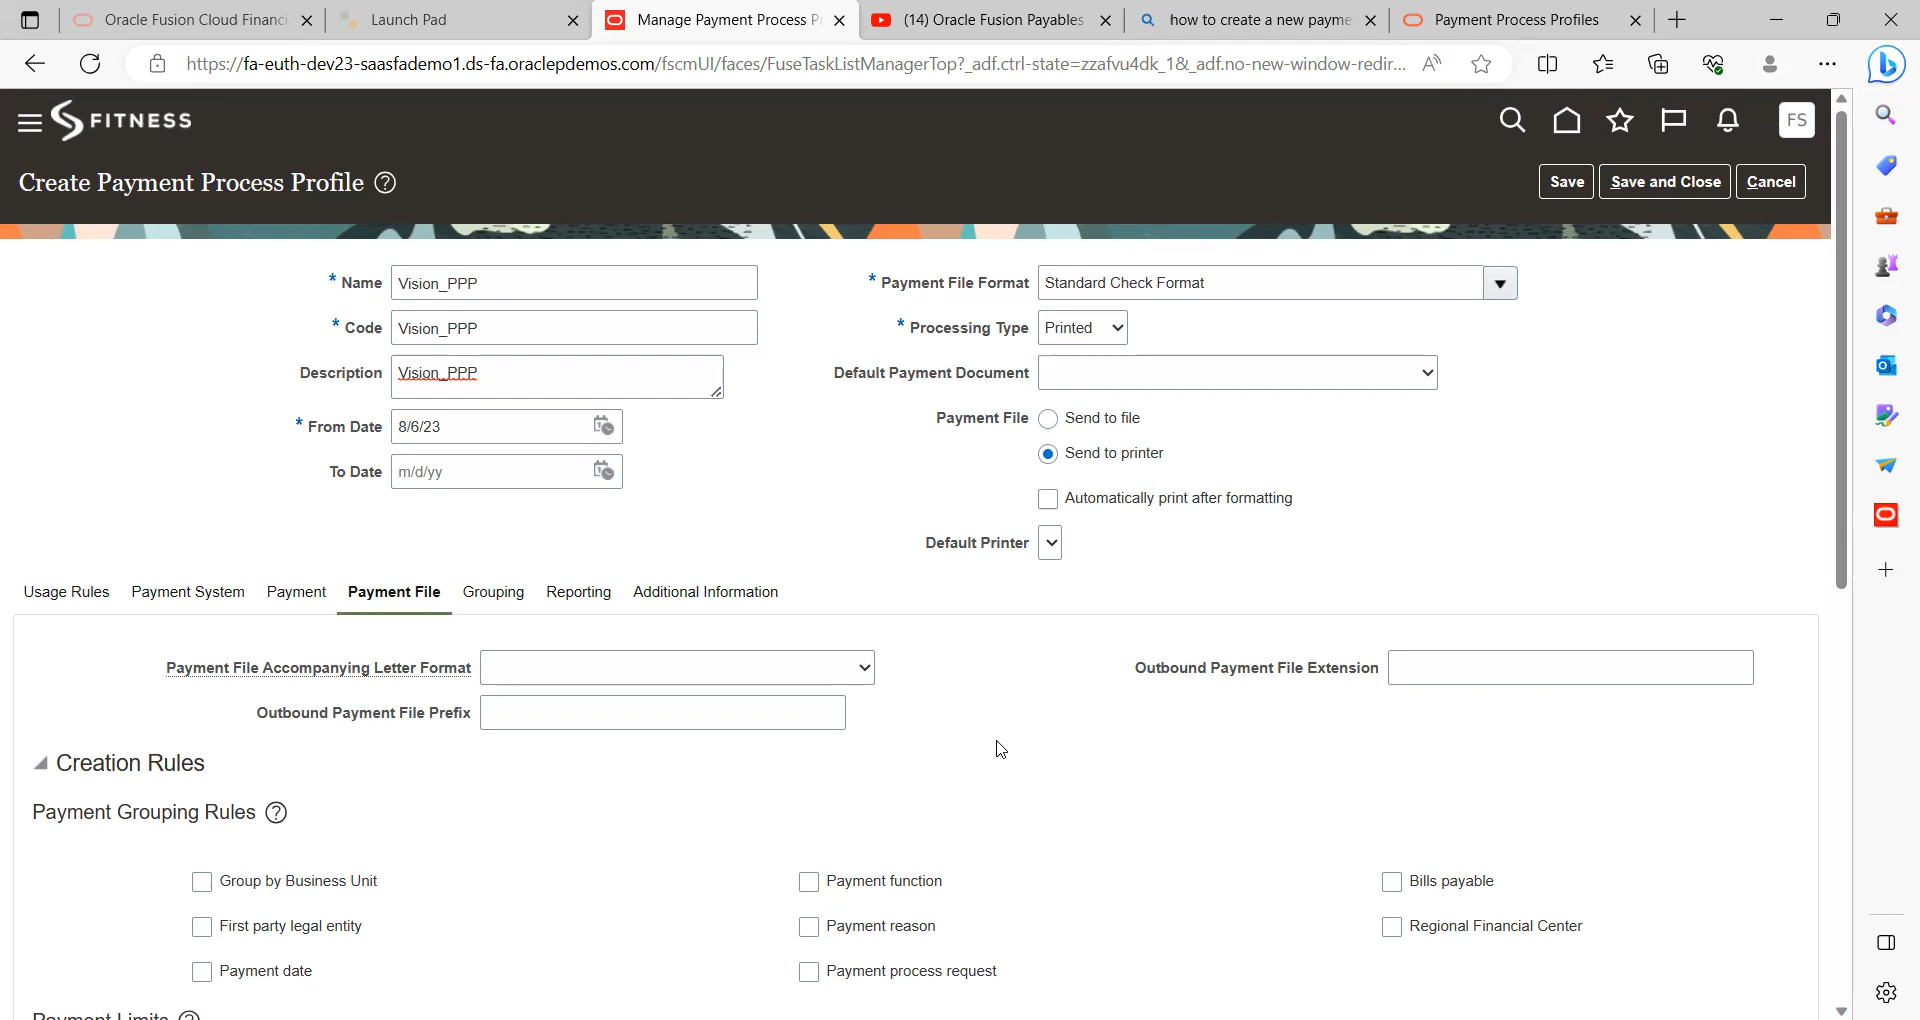 Oracle Fusion Cloud Financi
Launch Pad
Manage Payment Process P
(14) Oracle Fusion Payables
how to create a new payme
Payment Process Profiles
https://fa-euth-dev23-saasfademo1.ds-fa.oraclepdemos.com/fscmUI/faces/FuseTaskListManagerTop?_adf.ctrl-state=zzafvu4dk_1&_adf.no-new-window-redir...
FITNESS
FS
Create Payment Process Profile
Save
Save and Close
Cancel
* Name Vision_PPP
* Payment File Format Standard Check Format
* Code Vision_PPP
* Processing Type Printed
Description Vision_PPP
Default Payment Document
* From Date 8/6/23
Payment File Send to file
To Date m/d/yy
Send to printer
Automatically print after formatting
Default Printer
Usage Rules Payment System Payment Payment File Grouping Reporting Additional Information
Payment File Accompanying Letter Format
Outbound Payment File Extension
Outbound Payment File Prefix
Creation Rules
Payment Grouping Rules
Group by Business Unit
Payment function
Bills payable
First party legal entity
Payment reason
Regional Financial Center
Payment date
Payment process request
Payment Limits